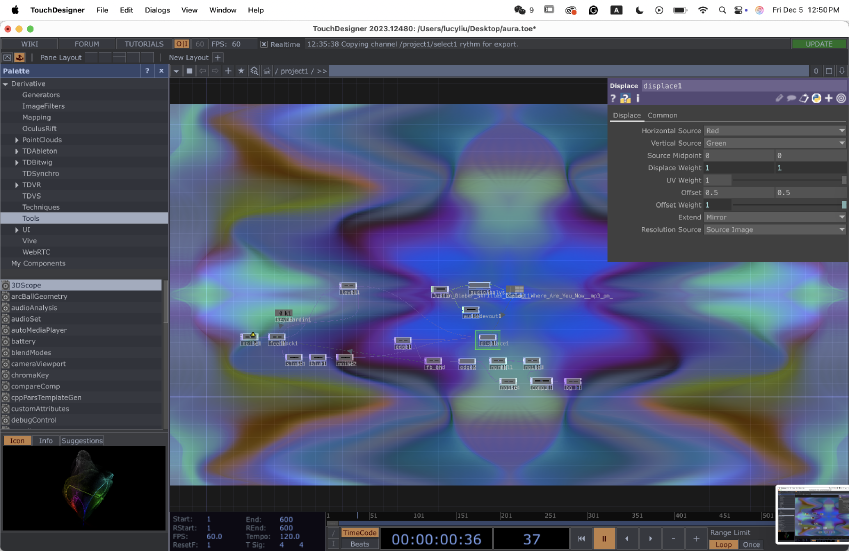 TouchDesigner File Edit Dialogs View Window Help 9 A Fri Dec 5 12:50 PM
TouchDesigner 2023.12480: /Users/lucyliu/Desktop/aura.toe*
WIKI FORUM TUTORIALS 60 FPS: 60 Realtime 12:35:38 Copying channel /project1/select1 rythm for export. UPDATE
Pane Layout New Layout +
Palette ? x / project1 / >> 0
Derivative
Generators
ImageFilters
Mapping
OculusRift
PointClouds
TDAbleton
TDBitwig
TDSynchro
TDVR
TDVS
Techniques
Tools
UI
Vive
WebRTC
My Components
3DScope
arcBallGeometry
audioAnalysis
audioSet
autoMediaPlayer
battery
blendModes
cameraViewport
chromaKey
compareComp
cppParsTemplateGen
customAttributes
debugControl
Icon Info Suggestions
Displace displace1
? i
Displace Common
Horizontal Source Red
Vertical Source Green
Source Midpoint 0 0
Displace Weight 1 1
UV Weight 1
Offset 0.5 0.5
Offset Weight 1
Extend Mirror
Resolution Source Source Image
Start: 1 End: 600
RStart: 1 REnd: 600
FPS: 60.0 Tempo: 120.0
ResetF: 1 T Sig: 4 4
1 51 101 151 201 251 301 351 401 451 501
TimeCode
Beats
00:00:00:36
37
- +
Range Limit
Loop Once